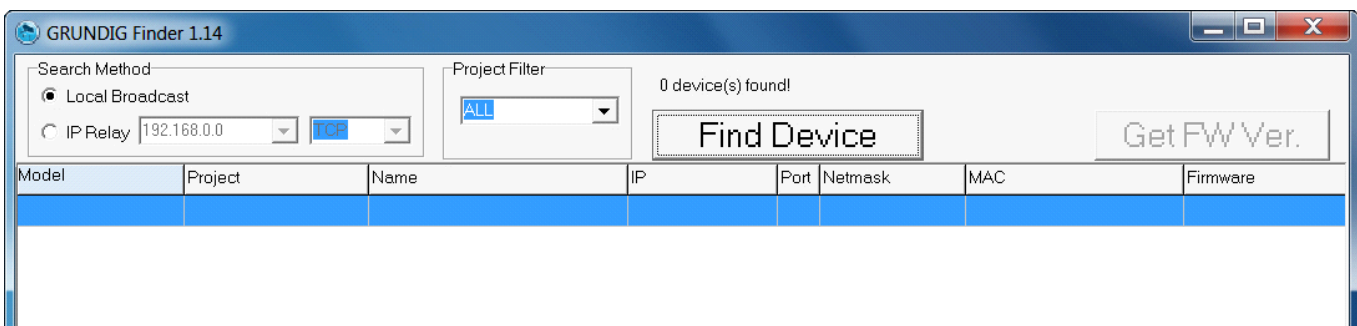 GRUNDIG Finder 1.14
Search Method
Local Broadcast
IP Relay 192.168.0.0 TCP
Project Filter
ALL
0 device(s) found!
Find Device
Get FW Ver.
Model Project Name IP Port Netmask MAC Firmware